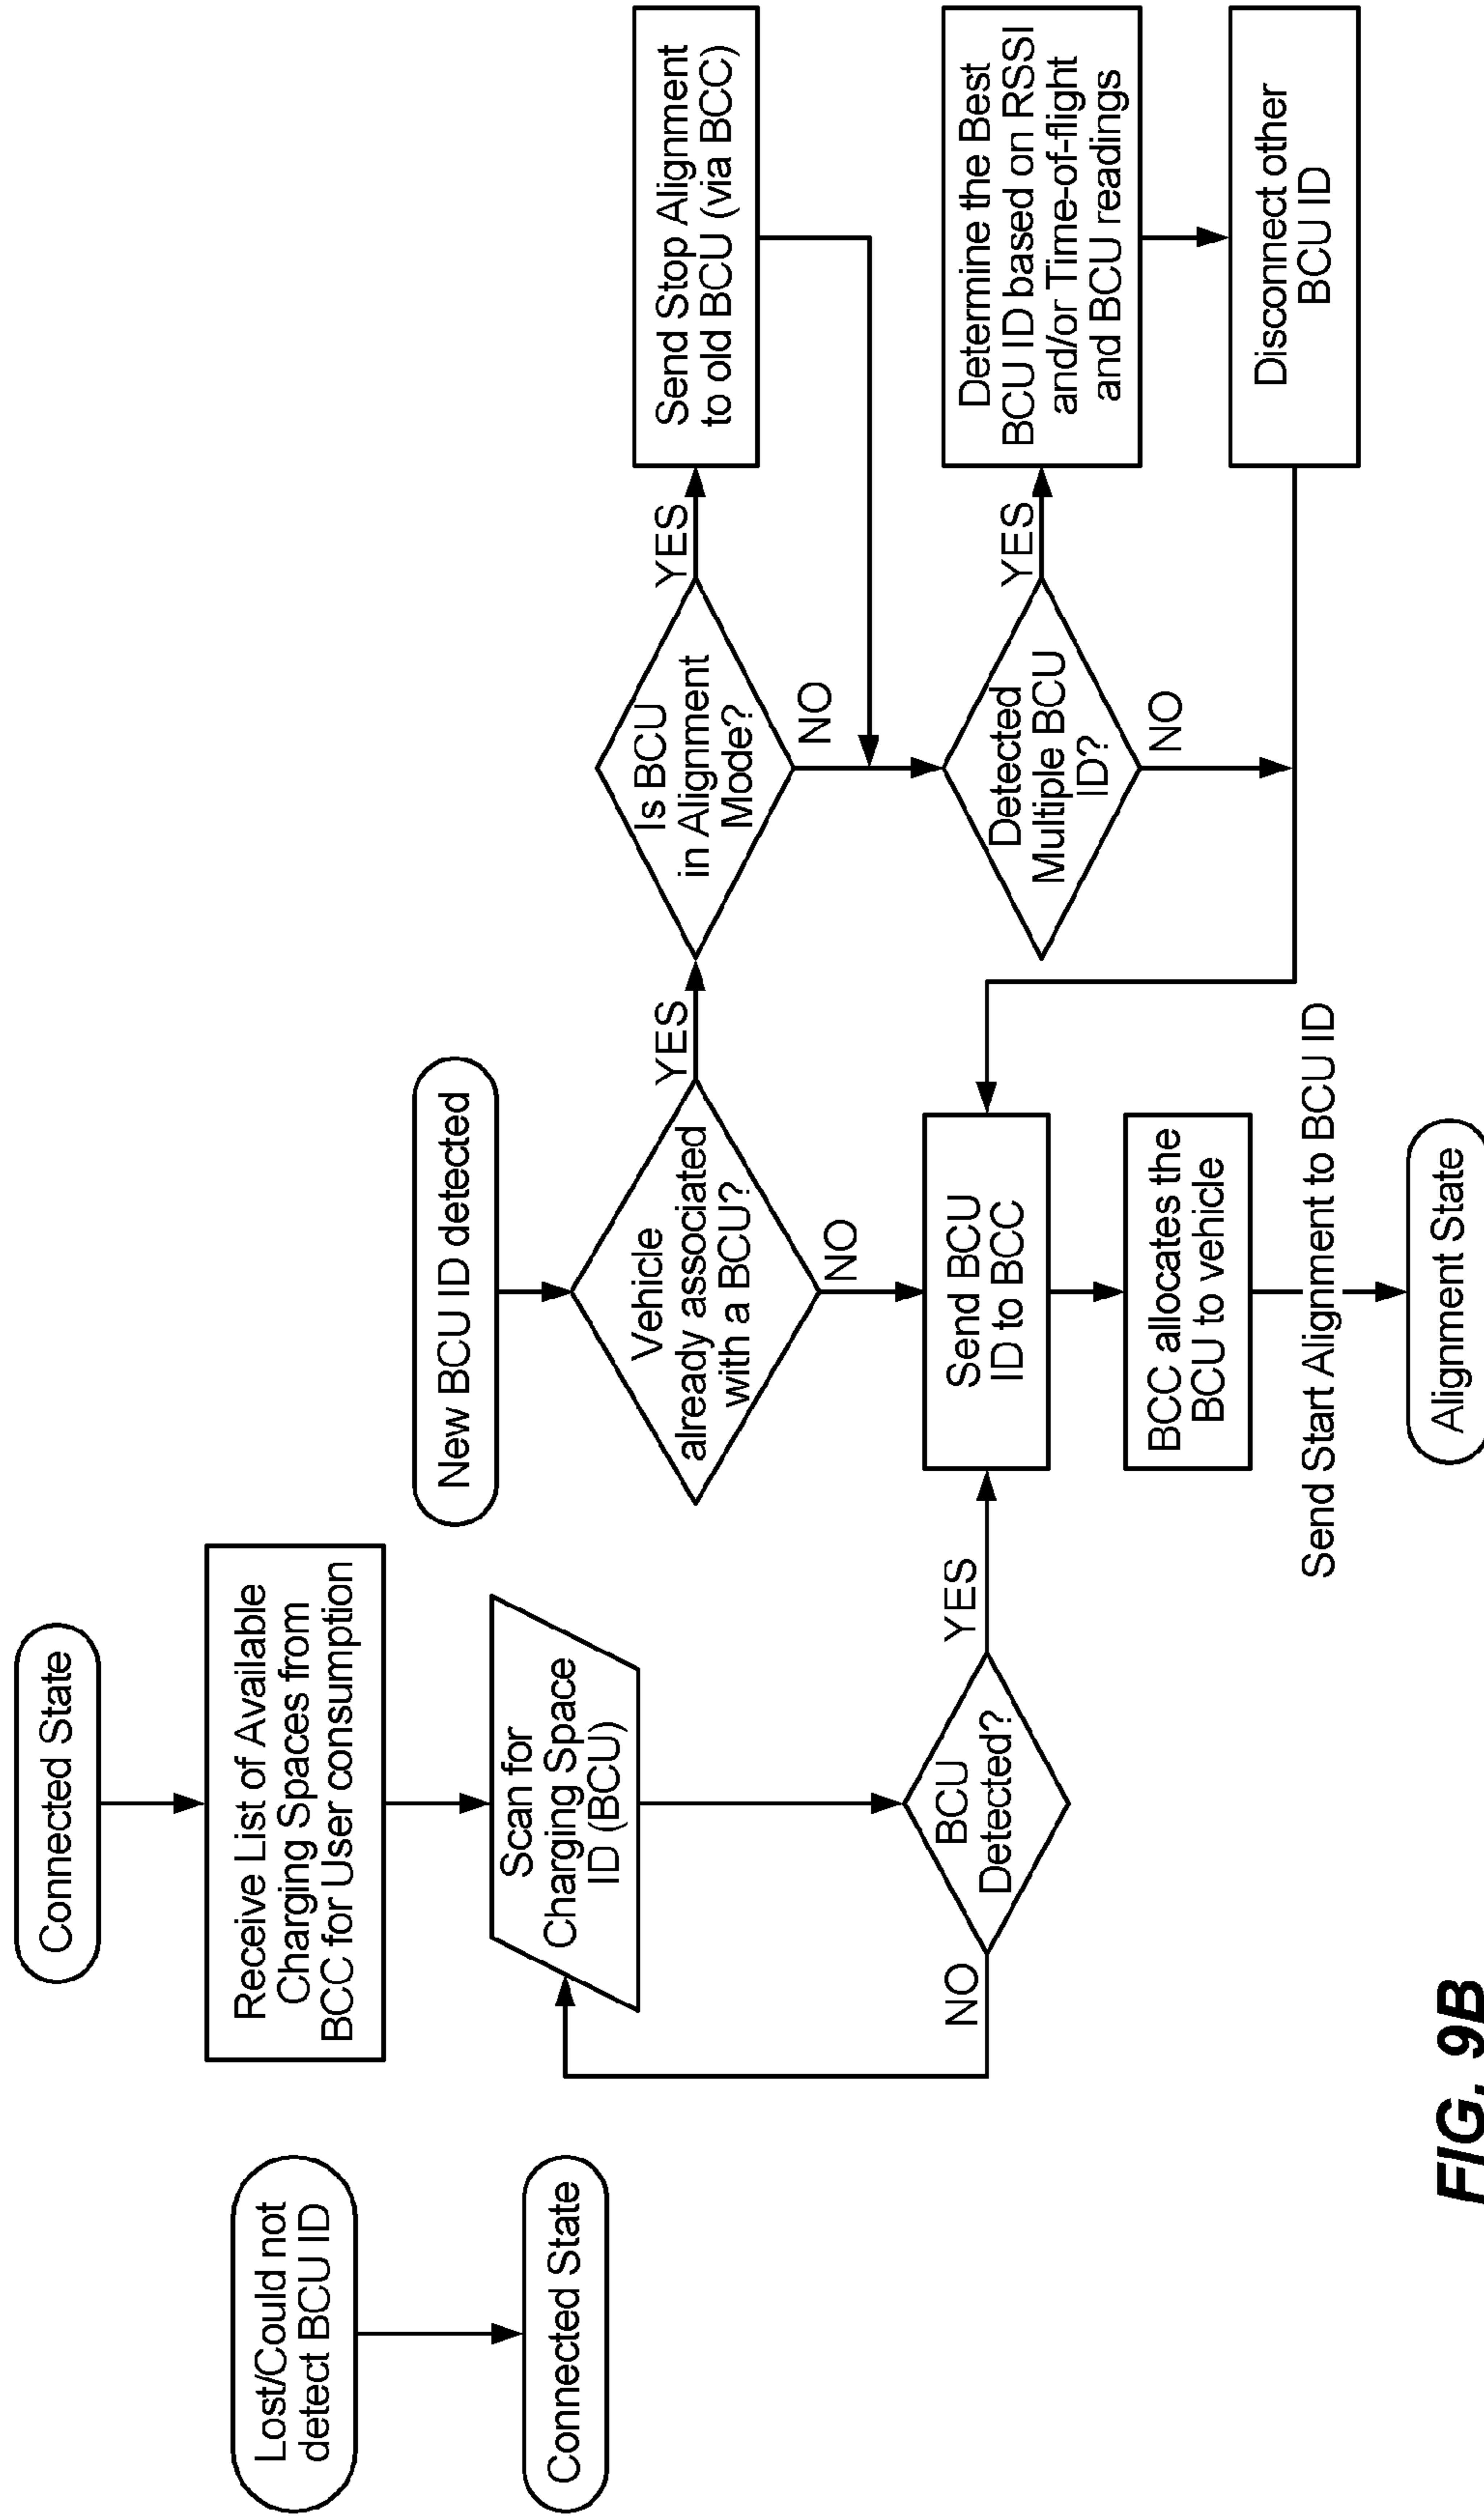 Lost/Could not
detect BCU ID
Connected State
Connected State
Receive List of Available
Charging Spaces from
BCC for User consumption
Scan for
Charging Space
ID (BCU)
BCU
Detected?
NO
YES
New BCU ID detected
Vehicle
already associated
with a BCU?
YES
NO
Send BCU
ID to BCC
BCC allocates the
BCU to vehicle
Send Start Alignment to BCU ID
Alignment State
Is BCU
in Alignment
Mode?
YES
NO
Send Stop Alignment
to old BCU (via BCC)
Detected
Multiple BCU
ID?
YES
NO
Determine the Best
BCU ID based on RSSI
and/or Time-of-flight
and BCU readings
Disconnect other
BCU ID
FIG. 9B